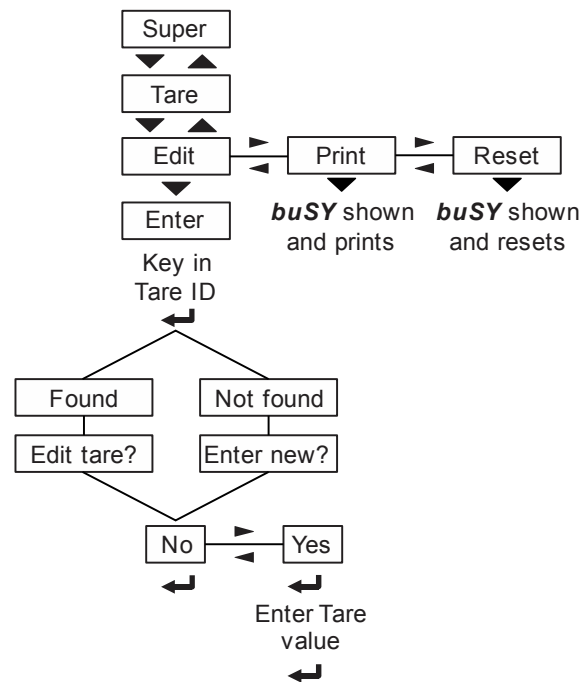 Super
Tare
Edit
Print
Reset
Enter
buSY shown
and prints
buSY shown
and resets
Key in
Tare ID
Found
Not found
Edit tare?
Enter new?
No
Yes
Enter Tare
value